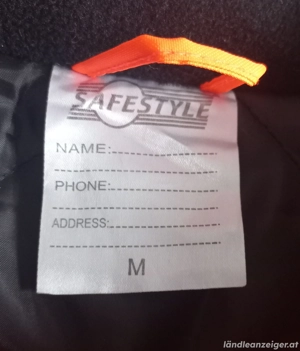 SAFESTYLE
NAME:
PHONE:
ADDRESS:
M
ländleanzeiger.at